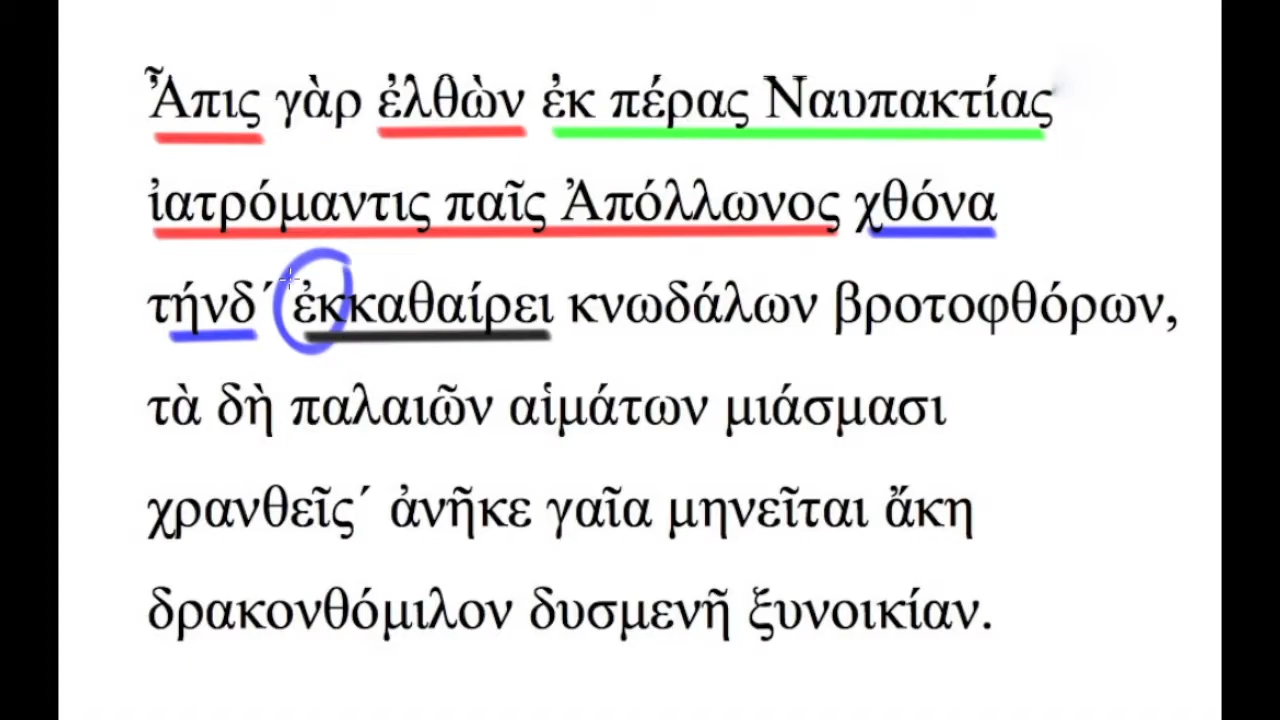 Ἆπις γὰρ ἐλθὼν ἐκ πέρας Ναυπακτίας
ἰατρόμαντις παῖς Ἀπόλλωνος χθόνα
τήνδ΄ ἐκκαθαίρει κνωδάλων βροτοφθόρων,
τὰ δὴ παλαιῶν αἱμάτων μιάσμασι
χρανθεῖς΄ ἀνῆκε γαῖα μηνεῖται ἄκη
δρακονθόμιλον δυσμενῆ ξυνοικίαν.